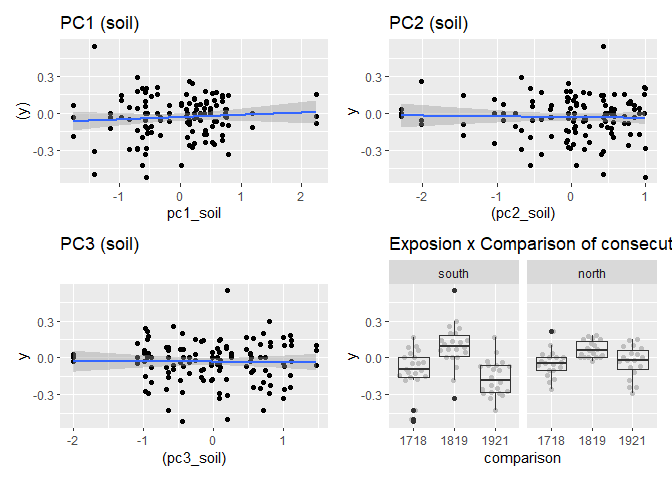 PC1 (soil)
(y)
0.3
0.0
-0.3
-1
0
1
2
pc1_soil
PC2 (soil)
y
0.3
0.0
-0.3
-2
-1
0
1
(pc2_soil)
PC3 (soil)
y
0.3
0.0
-0.3
-2
-1
0
1
(pc3_soil)
Exposion x Comparison of consecut
south
north
y
0.3
0.0
-0.3
1718
1819
1921
1718
1819
1921
comparison